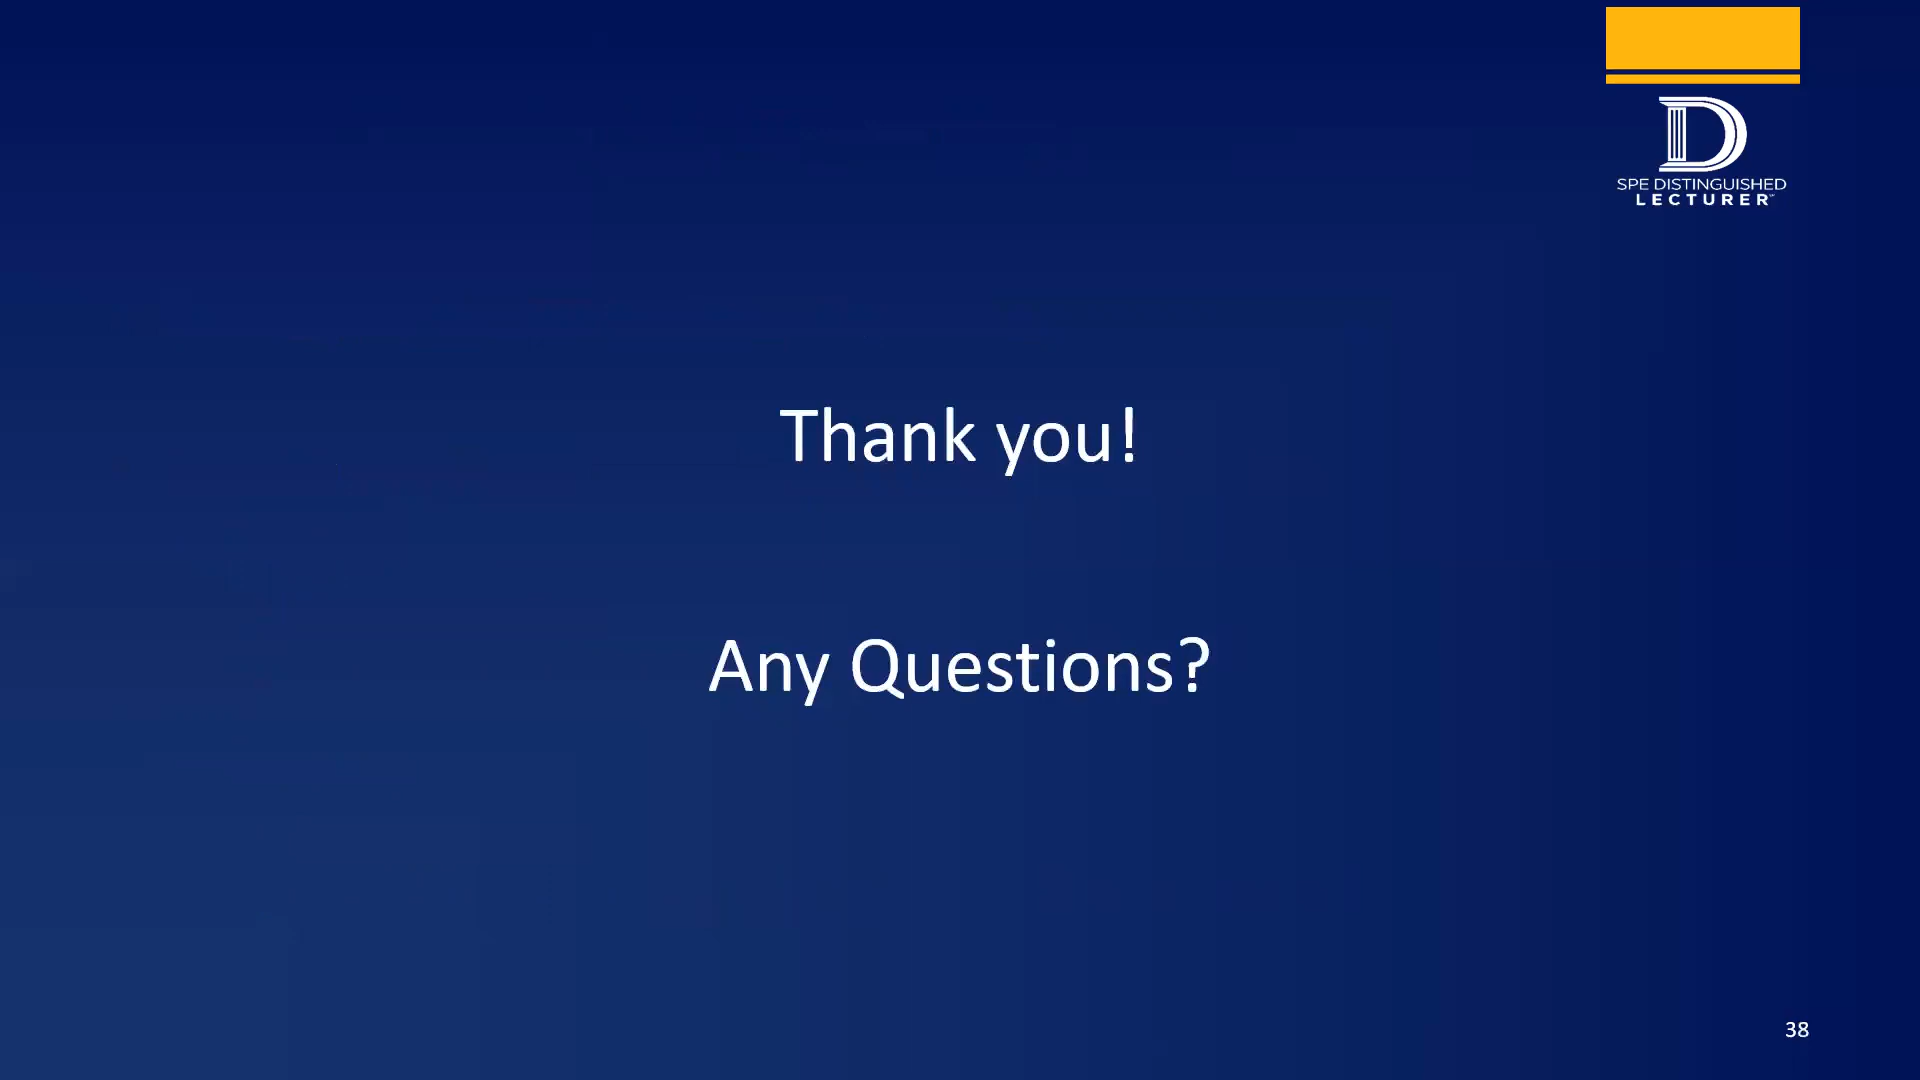 SPE DISTINGUISHED
LECTURER
Thank you!
Any Questions?
38